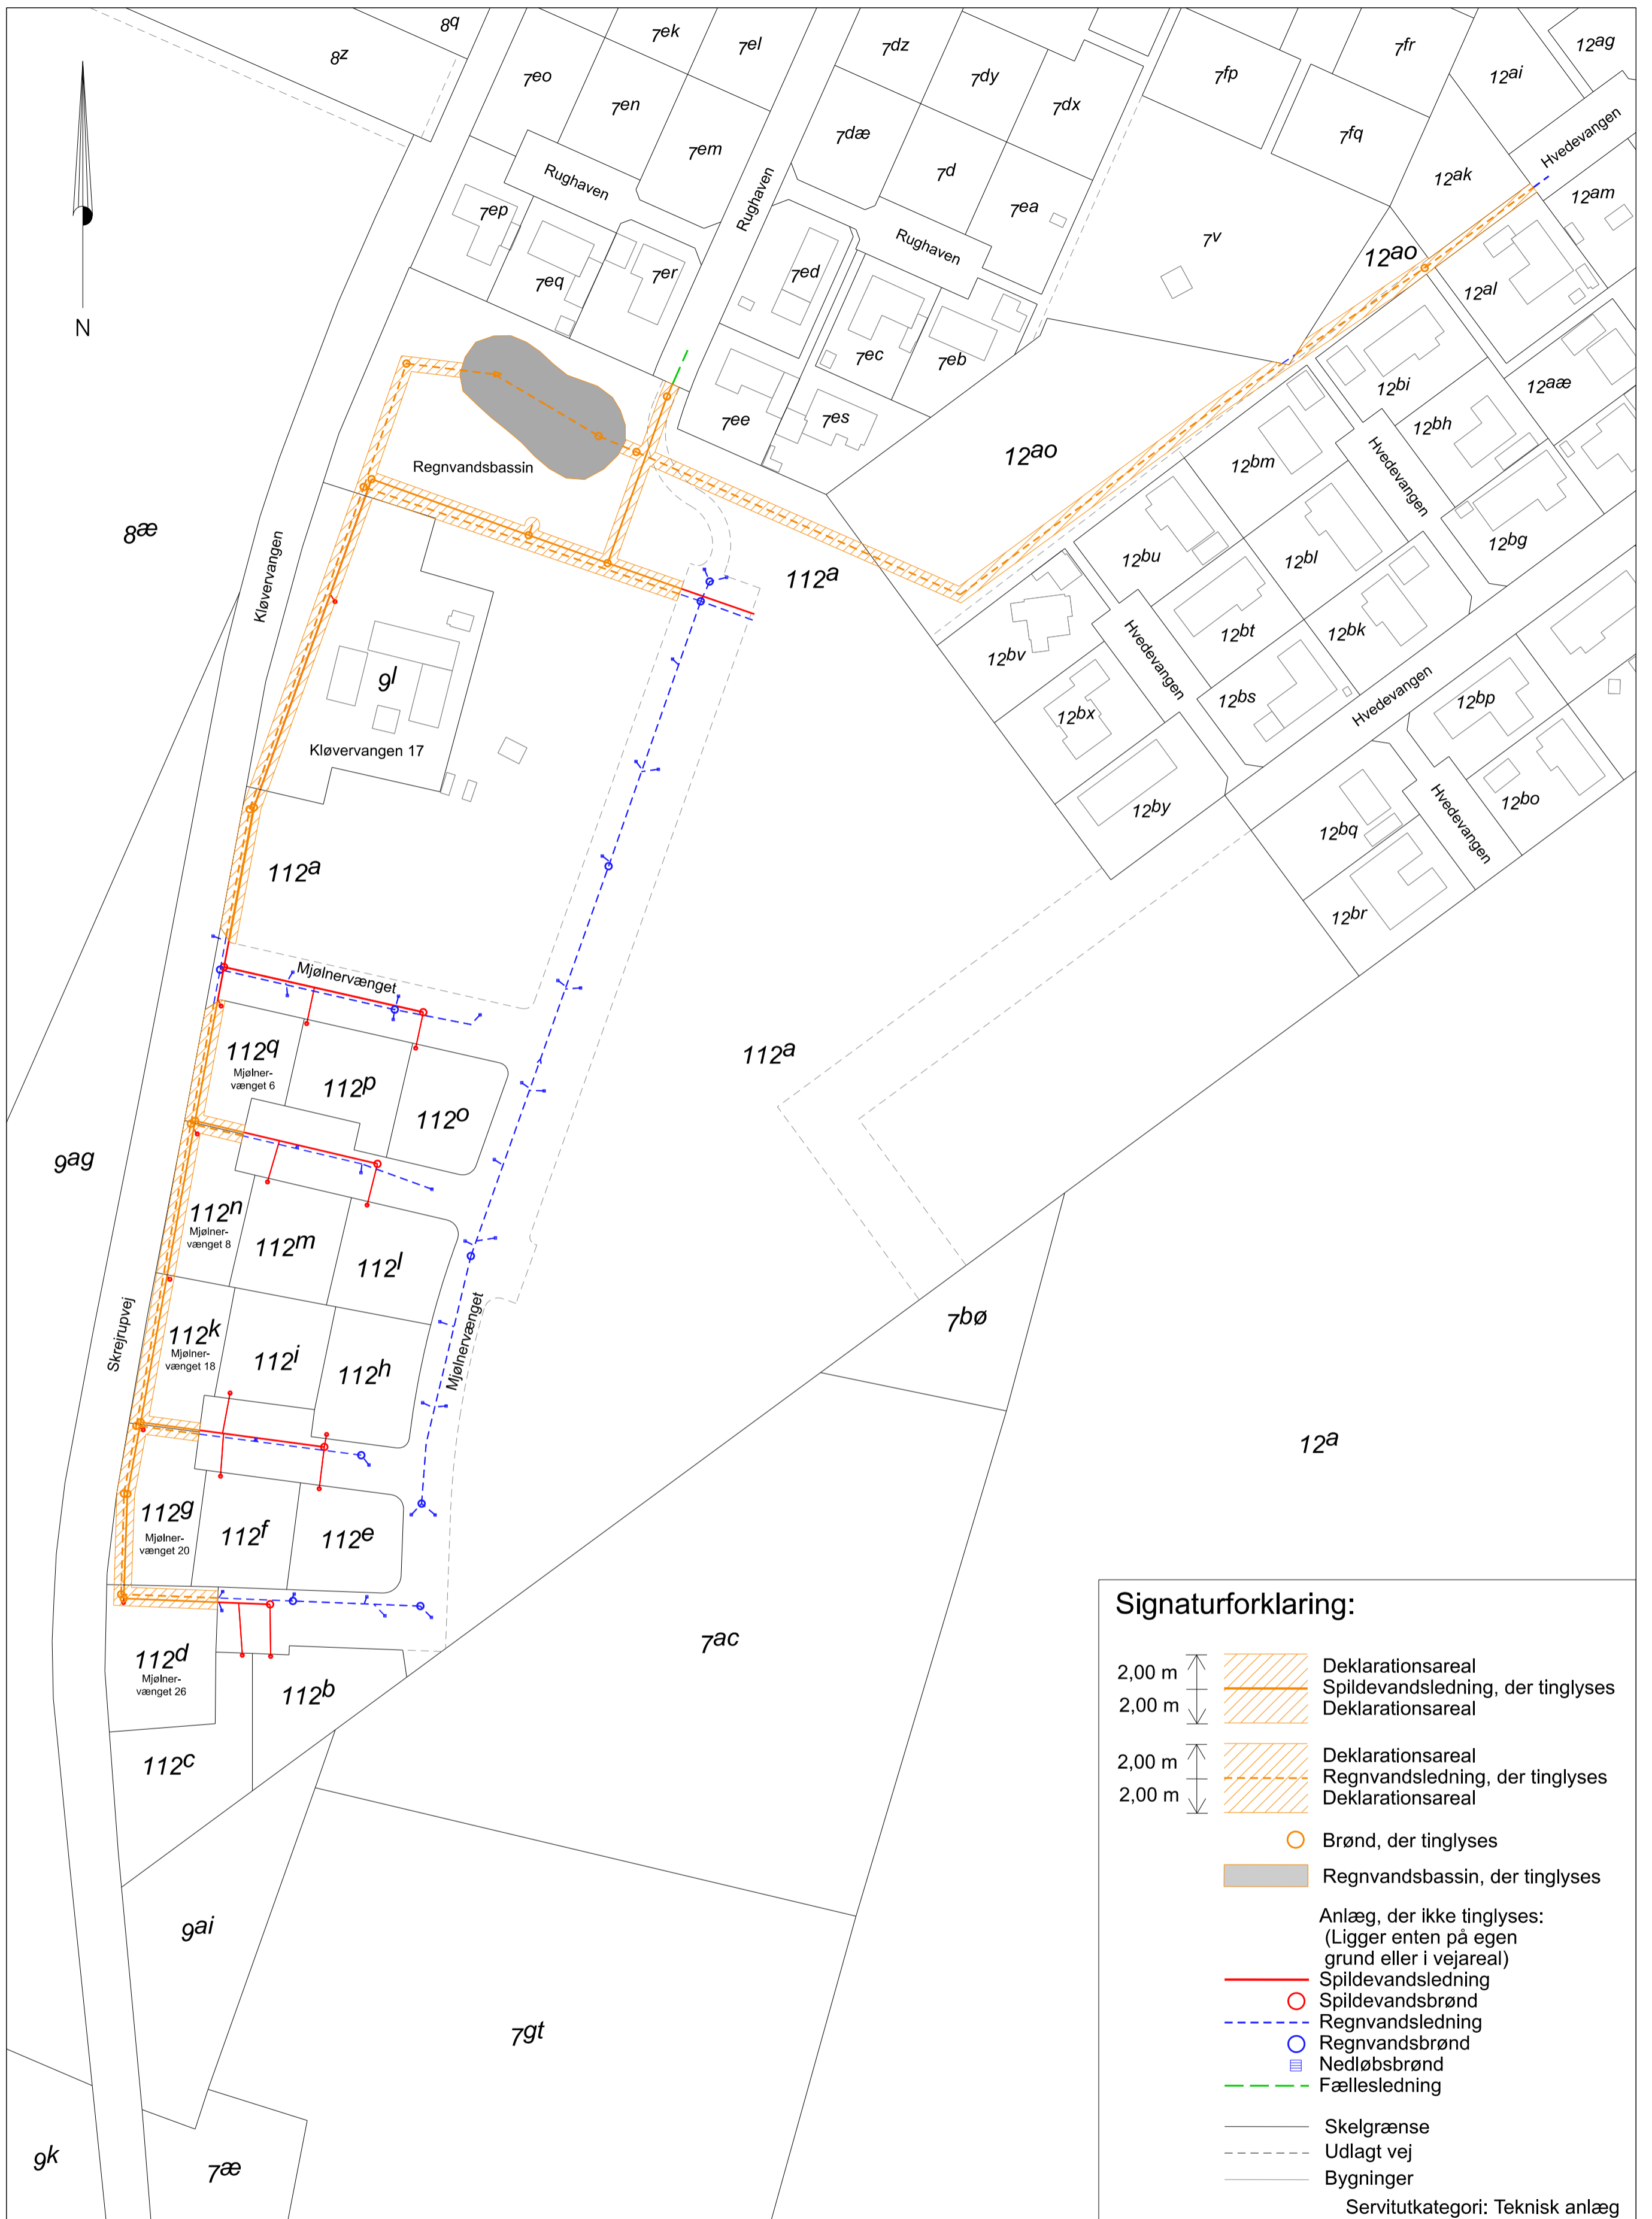 8q
8z
7ek
7el
7dz
7fr
12ag
7eo
7dy
7fp
12ai
7en
7dx
7em
7dæ
7fq
Hvedevangen
Rughaven
7d
12ak
12am
7ep
Rughaven
7ea
Rughaven
7v
12ao
7eq
7er
7ed
12al
N
7ec
7eb
12bi
12aæ
7ee
7es
12bh
12ao
12bm
Hvedevangen
Regnvandsbassin
8æ
12bg
Kløvervangen
12bu
12bl
112a
Hvedevangen
12bt
12bk
12bv
9l
12bs
Hvedevangen
12bp
12bx
Kløvervangen 17
12by
12bq
Hvedevangen
12bo
112a
12br
Mjølnervænget
112q
Mjølner-
vænget 6
112p
112a
112o
9ag
112n
Mjølner-
vænget 8
112m
112l
Skrejrupvej
112k
Mjølner-
vænget 18
112i
112h
Mjølnervænget
7bø
12a
112g
Mjølner-
vænget 20
112f
112e
112d
Mjølner-
vænget 26
112b
7ac
112c
9ai
7gt
9k
7æ
Signaturforklaring:
2,00 m
2,00 m
Deklarationsareal
Spildevandsledning, der tinglyses
Deklarationsareal
2,00 m
2,00 m
Deklarationsareal
Regnvandsledning, der tinglyses
Deklarationsareal
Brønd, der tinglyses
Regnvandsbassin, der tinglyses
Anlæg, der ikke tinglyses:
(Ligger enten på egen
grund eller i vejareal)
Spildevandsledning
Spildevandsbrønd
Regnvandsledning
Regnvandsbrønd
Nedløbsbrønd
Fællesledning
Skelgrænse
Udlagt vej
Bygninger
Servitutkategori: Teknisk anlæg